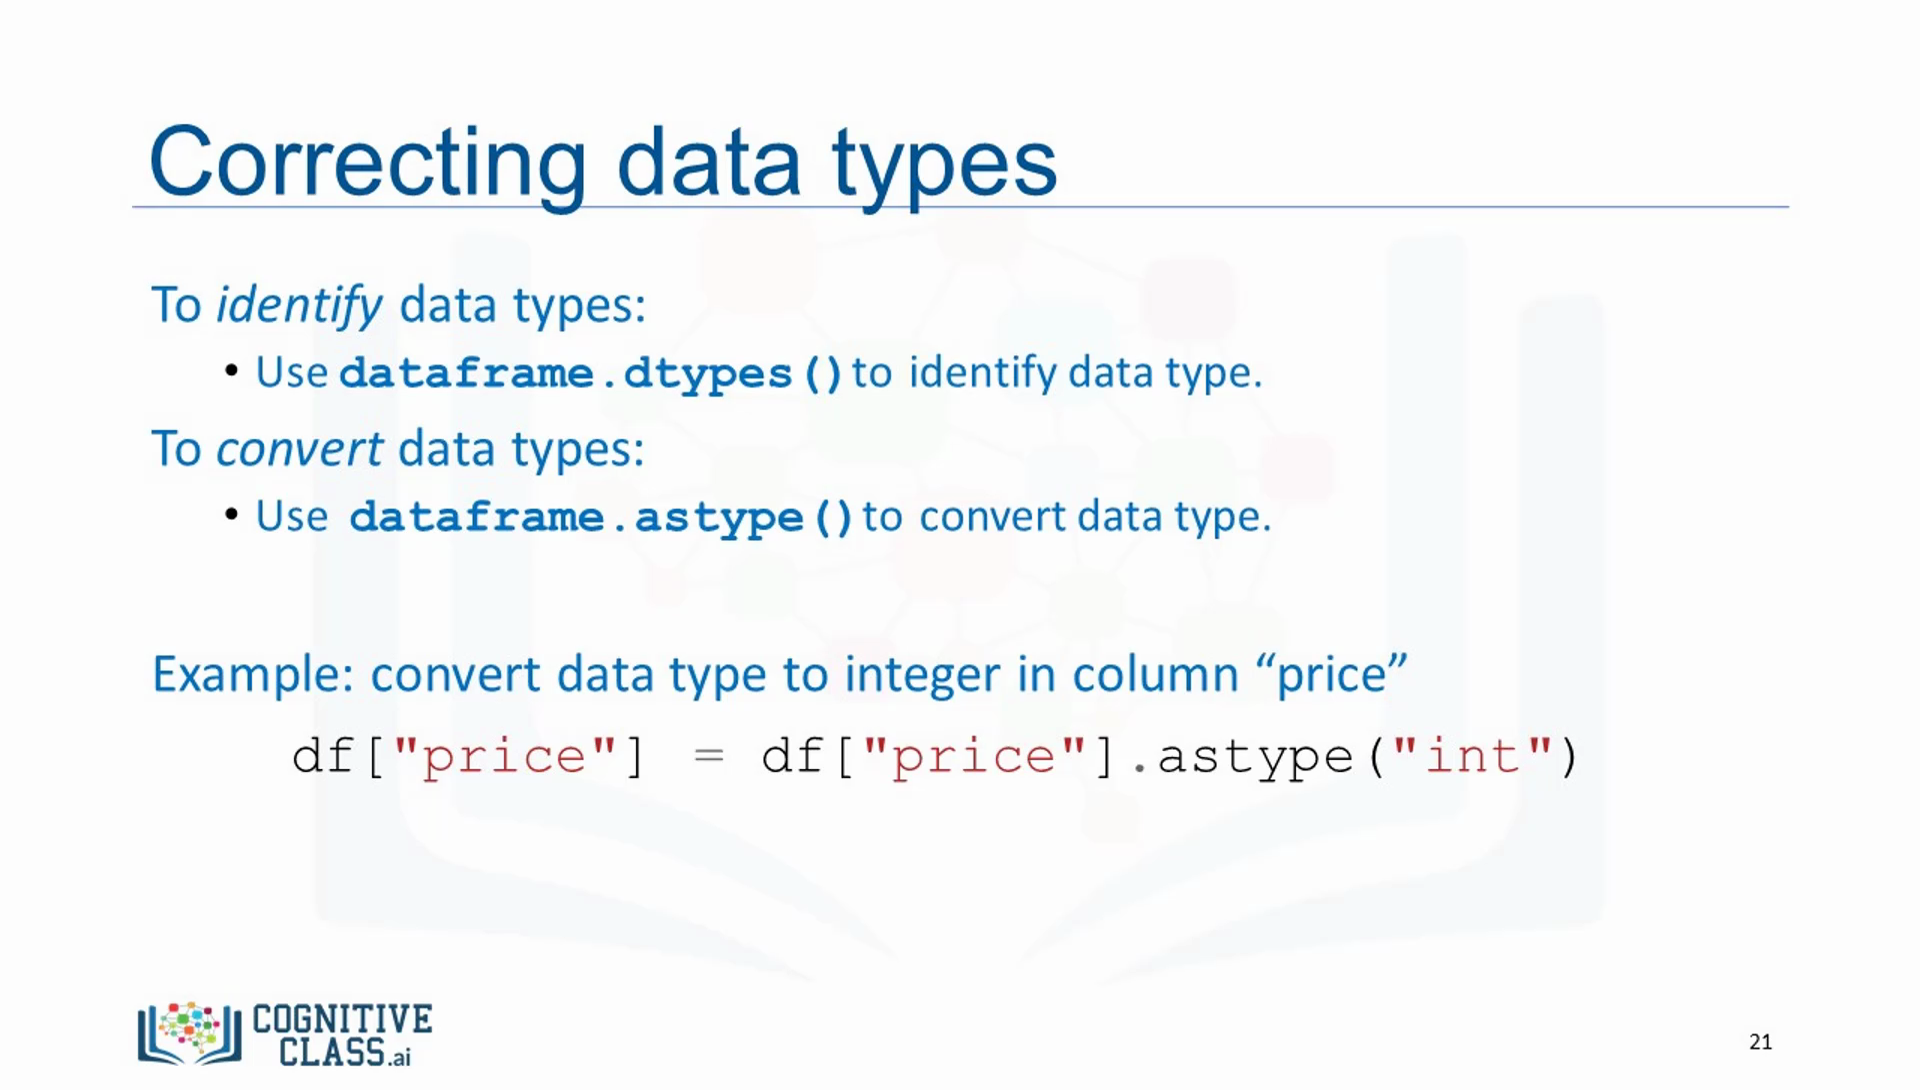 Correcting data types
To identify data types:
• Use dataframe.dtypes() to identify data type.
To convert data types:
• Use dataframe.astype() to convert data type.
Example: convert data type to integer in column “price”
df["price"] = df["price"].astype("int")
COGNITIVE
CLASS.ai
21